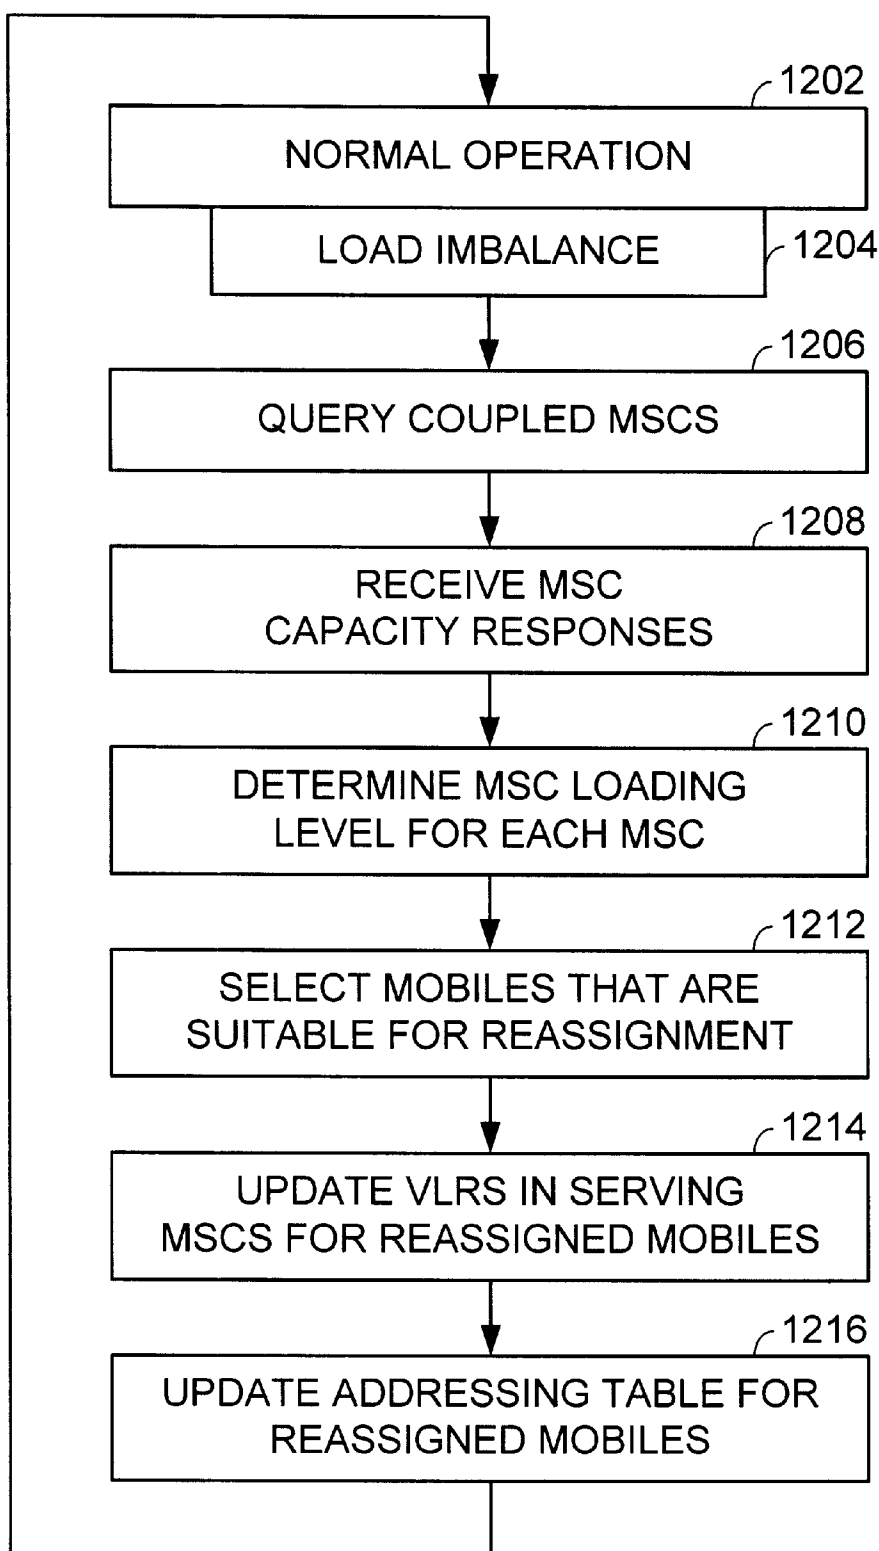 1202
NORMAL OPERATION
LOAD IMBALANCE
1204
1206
QUERY COUPLED MSCS
1208
RECEIVE MSC
CAPACITY RESPONSES
1210
DETERMINE MSC LOADING
LEVEL FOR EACH MSC
1212
SELECT MOBILES THAT ARE
SUITABLE FOR REASSIGNMENT
1214
UPDATE VLRS IN SERVING
MSCS FOR REASSIGNED MOBILES
1216
UPDATE ADDRESSING TABLE FOR
REASSIGNED MOBILES